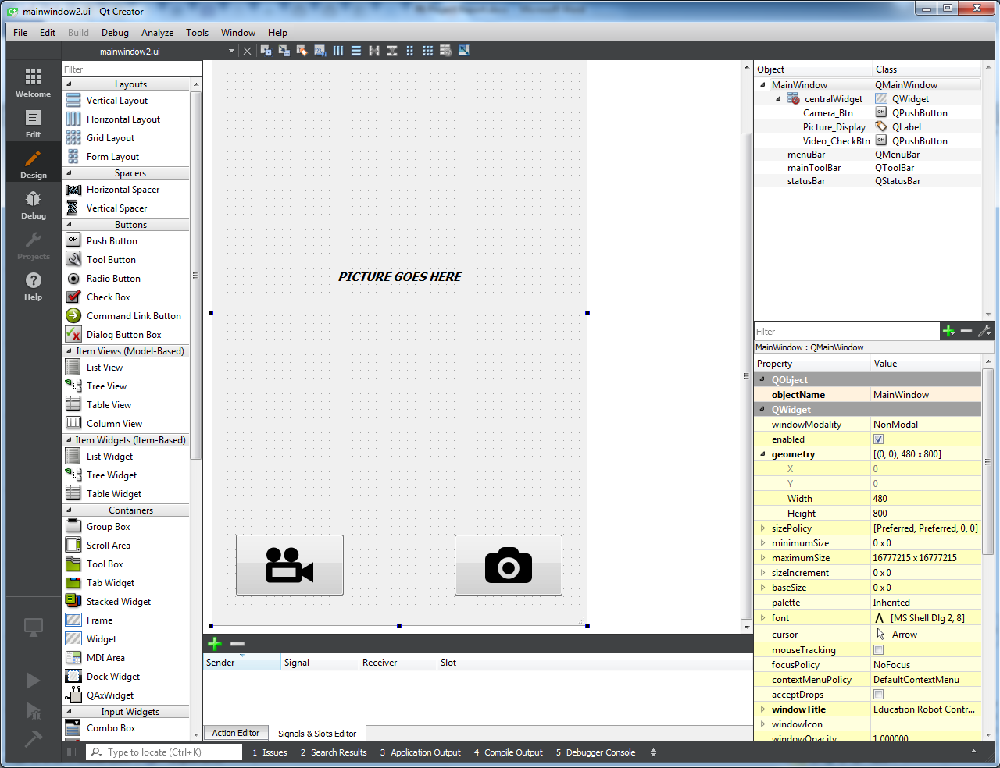 mainwindow2.ui - Qt Creator
File Edit Build Debug Analyze Tools Window Help
mainwindow2.ui
Welcome
Edit
Design
Debug
Projects
Help
Filter
Layouts
Vertical Layout
Horizontal Layout
Grid Layout
Form Layout
Spacers
Horizontal Spacer
Vertical Spacer
Buttons
OK Push Button
Tool Button
Radio Button
Check Box
Command Link Button
Dialog Button Box
Item Views (Model-Based)
List View
Tree View
Table View
Column View
Item Widgets (Item-Based)
List Widget
Tree Widget
Table Widget
Containers
Group Box
Scroll Area
Tool Box
Tab Widget
Stacked Widget
Frame
Widget
MDI Area
Dock Widget
QAxWidget
Input Widgets
Combo Box
PICTURE GOES HERE
Sender Signal Receiver Slot
Action Editor Signals & Slots Editor
Object Class
MainWindow QMainWindow
centralWidget QWidget
Camera_Btn OK QPushButton
Picture_Display QLabel
Video_CheckBtn OK QPushButton
menuBar QMenuBar
mainToolBar QToolBar
statusBar QStatusBar
Filter
MainWindow : QMainWindow
Property Value
QObject
objectName MainWindow
QWidget
windowModality NonModal
enabled
geometry [(0, 0), 480 x 800]
X 0
Y 0
Width 480
Height 800
sizePolicy [Preferred, Preferred, 0, 0]
minimumSize 0 x 0
maximumSize 16777215 x 16777215
sizeIncrement 0 x 0
baseSize 0 x 0
palette Inherited
font A [MS Shell Dlg 2, 8]
cursor Arrow
mouseTracking
focusPolicy NoFocus
contextMenuPolicy DefaultContextMenu
acceptDrops
windowTitle Education Robot Contr...
windowIcon
windowOpacity 1.000000
Type to locate (Ctrl+K) 1 Issues 2 Search Results 3 Application Output 4 Compile Output 5 Debugger Console